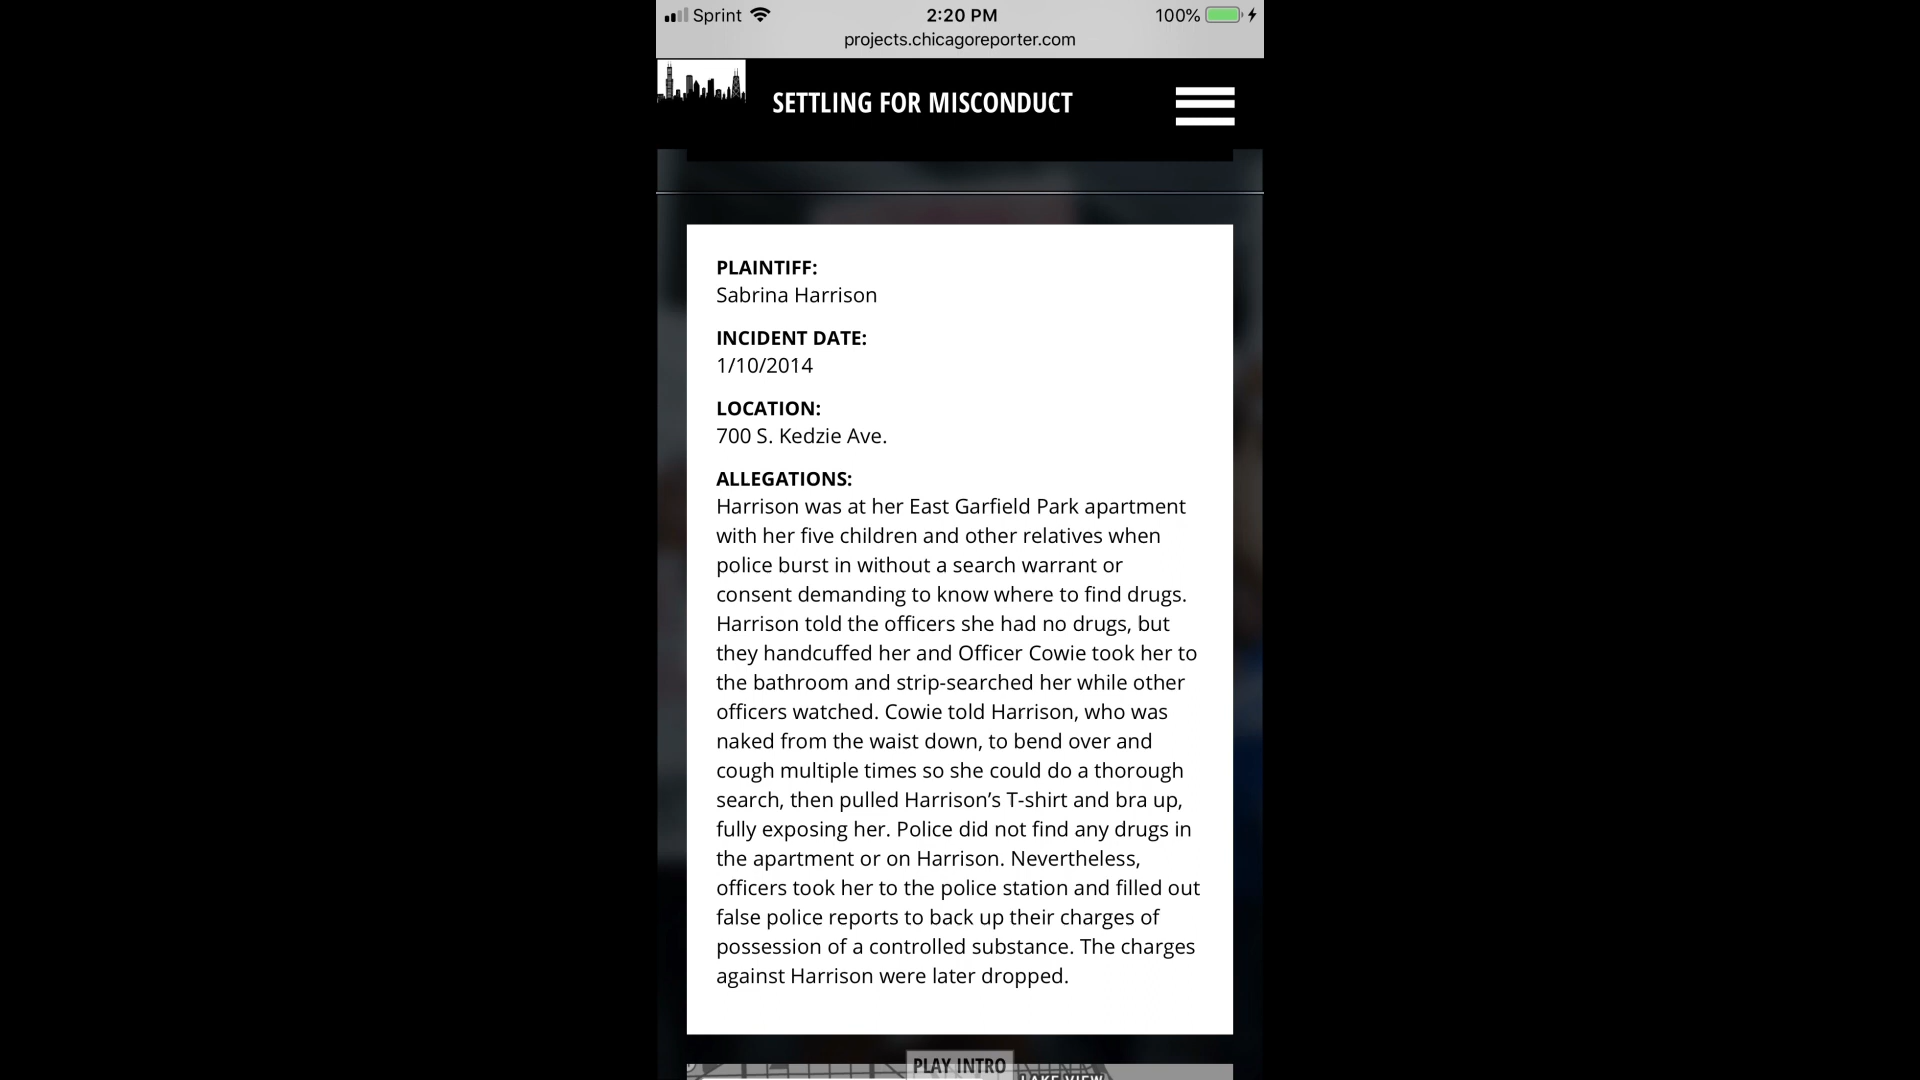 Sprint 2:20 PM 100%
projects.chicagoreporter.com
SETTLING FOR MISCONDUCT
PLAINTIFF:
Sabrina Harrison
INCIDENT DATE:
1/10/2014
LOCATION:
700 S. Kedzie Ave.
ALLEGATIONS:
Harrison was at her East Garfield Park apartment
with her five children and other relatives when
police burst in without a search warrant or
consent demanding to know where to find drugs.
Harrison told the officers she had no drugs, but
they handcuffed her and Officer Cowie took her to
the bathroom and strip-searched her while other
officers watched. Cowie told Harrison, who was
naked from the waist down, to bend over and
cough multiple times so she could do a thorough
search, then pulled Harrison’s T-shirt and bra up,
fully exposing her. Police did not find any drugs in
the apartment or on Harrison. Nevertheless,
officers took her to the police station and filled out
false police reports to back up their charges of
possession of a controlled substance. The charges
against Harrison were later dropped.
PLAY INTRO
LAKE VIEW